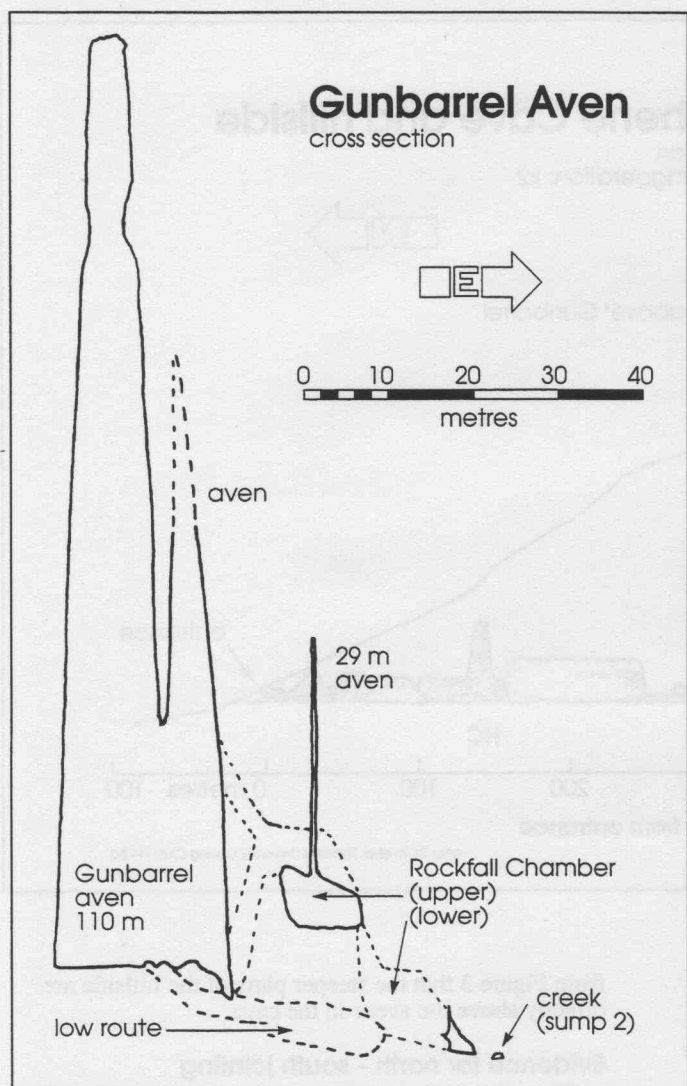 Gunbarrel Aven
cross section
E
0 10 20 30 40
metres
aven
29 m
aven
Gunbarrel
aven
110 m
Rockfall Chamber
(upper)
(lower)
low route
creek
(sump 2)